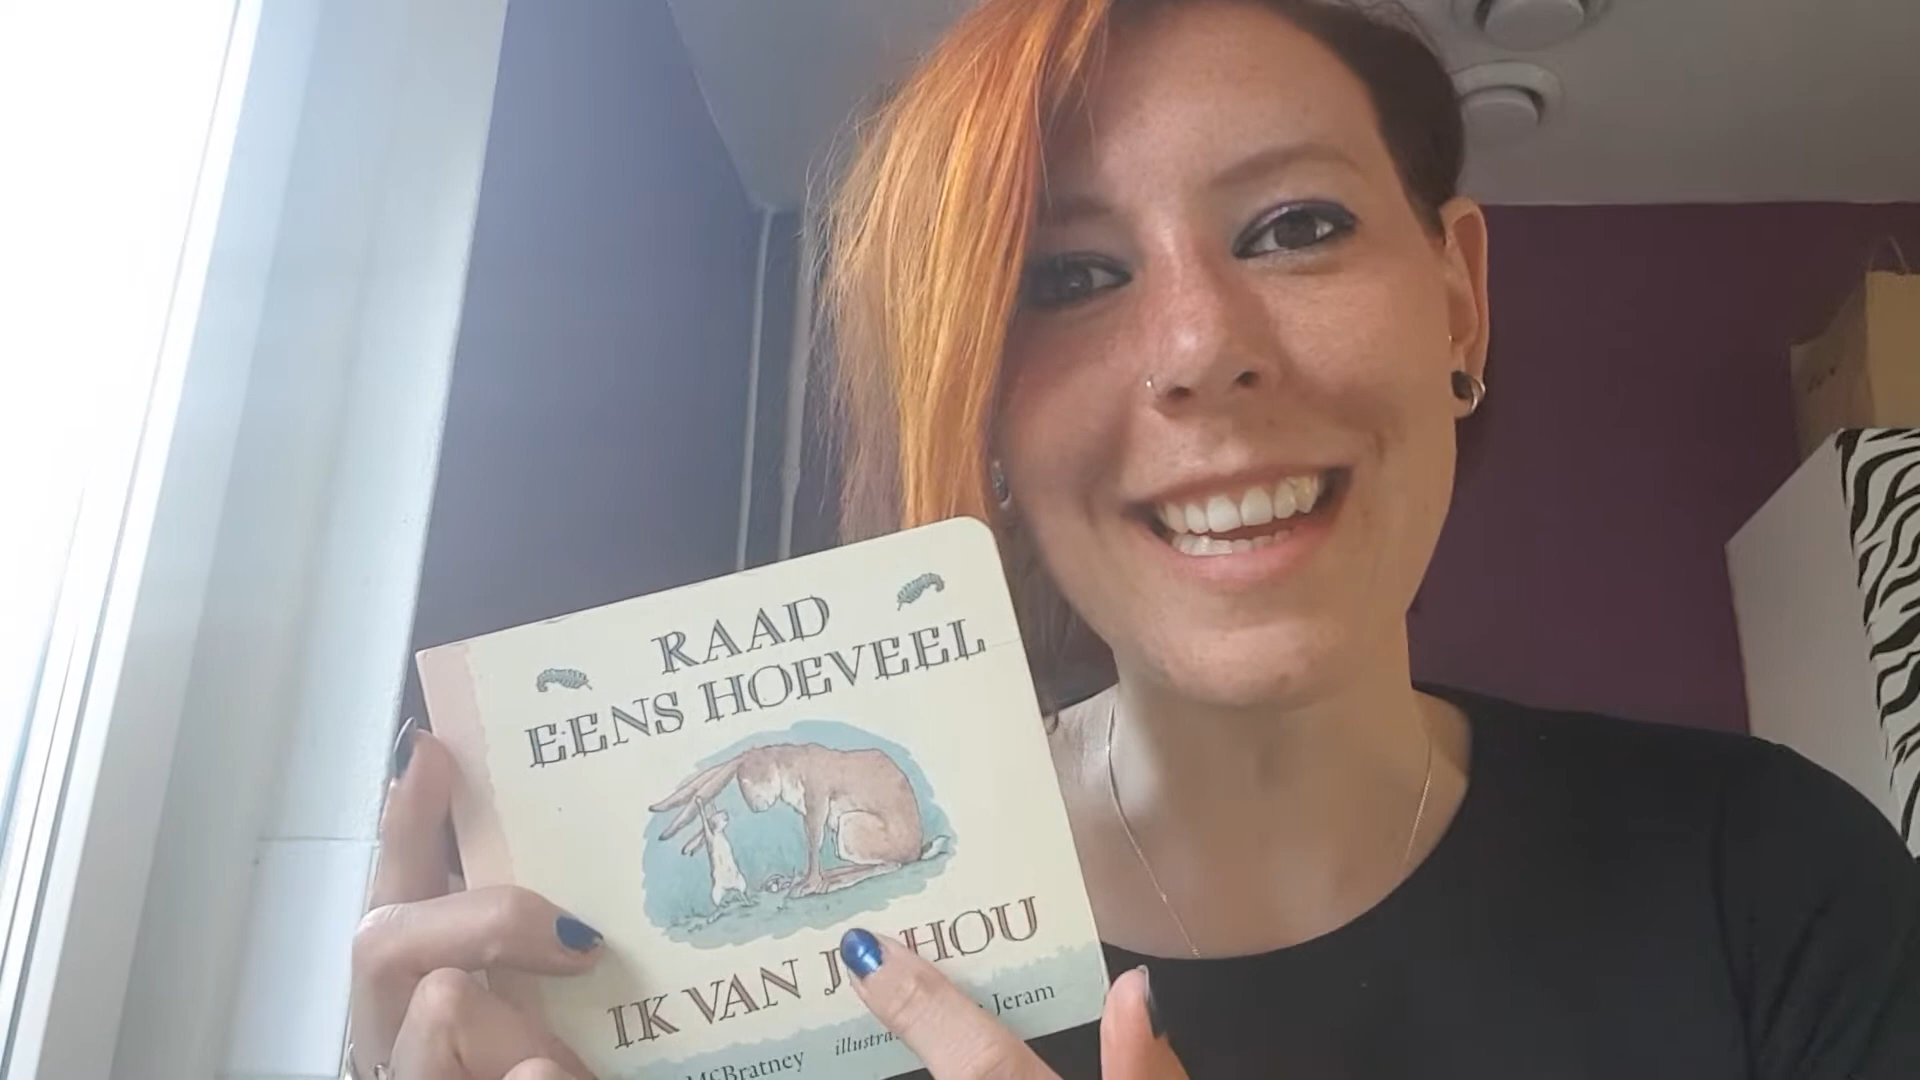 RAAD
EENS HOEVEEL
IK VAN HOU
McBratney
Jeram